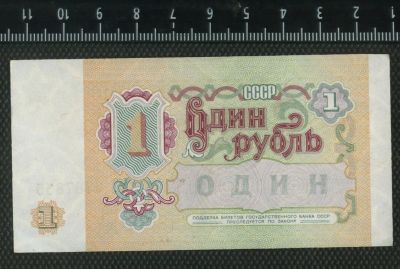 11 10 9 8 7 6 5 4 3 2 1
СССР
1
1 Один
рубль
ОДИН
1
ПОДДЕЛКА БИЛЕТОВ ГОСУДАРСТВЕННОГО БАНКА СССР
ПРЕСЛЕДУЕТСЯ ПО ЗАКОНУ